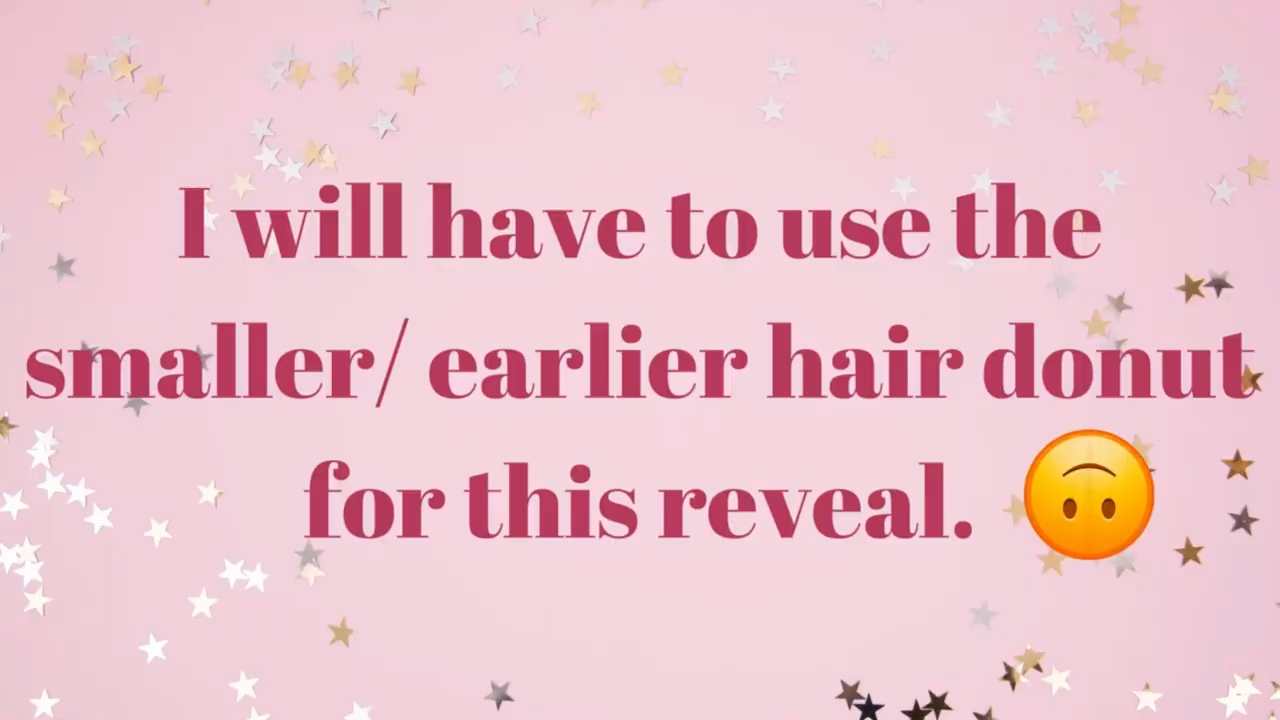 I will have to use the
smaller/ earlier hair donut
for this reveal. 🙃